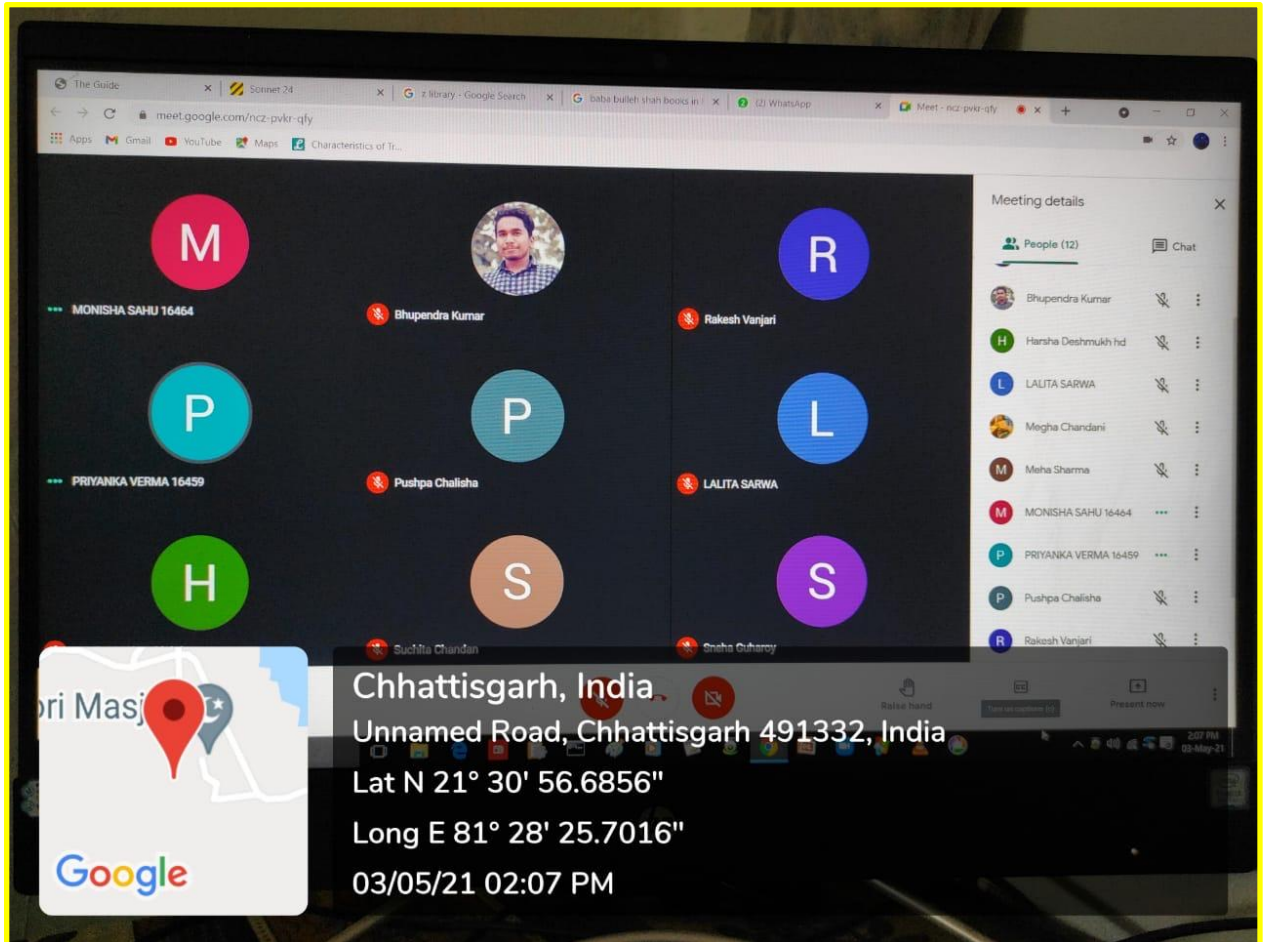 The Guide
Sonnet 24
z library - Google Search
baba bulleh shah books in
(2) WhatsApp
Meet - ncz-pvkr-qfy
meet.google.com/ncz-pvkr-qfy
Apps
Gmail
YouTube
Maps
Characteristics of Tr...
M
MONISHA SAHU 16464
Bhupendra Kumar
R
Rakesh Vanjari
P
PRIYANKA VERMA 16459
P
Pushpa Chalisha
L
LALITA SARWA
H
S
Suchita Chandan
S
Sneha Guharoy
Meeting details
People (12)
Chat
Bhupendra Kumar
H Harsha Deshmukh hd
L LALITA SARWA
Megha Chandani
M Meha Sharma
M MONISHA SAHU 16464
P PRIYANKA VERMA 16459
P Pushpa Chalisha
R Rakesh Vanjari
Raise hand
Turn on captions (c)
Present now
2:07 PM
03-May-21
ori Masj
Google
Chhattisgarh, India
Unnamed Road, Chhattisgarh 491332, India
Lat N 21° 30' 56.6856"
Long E 81° 28' 25.7016"
03/05/21 02:07 PM